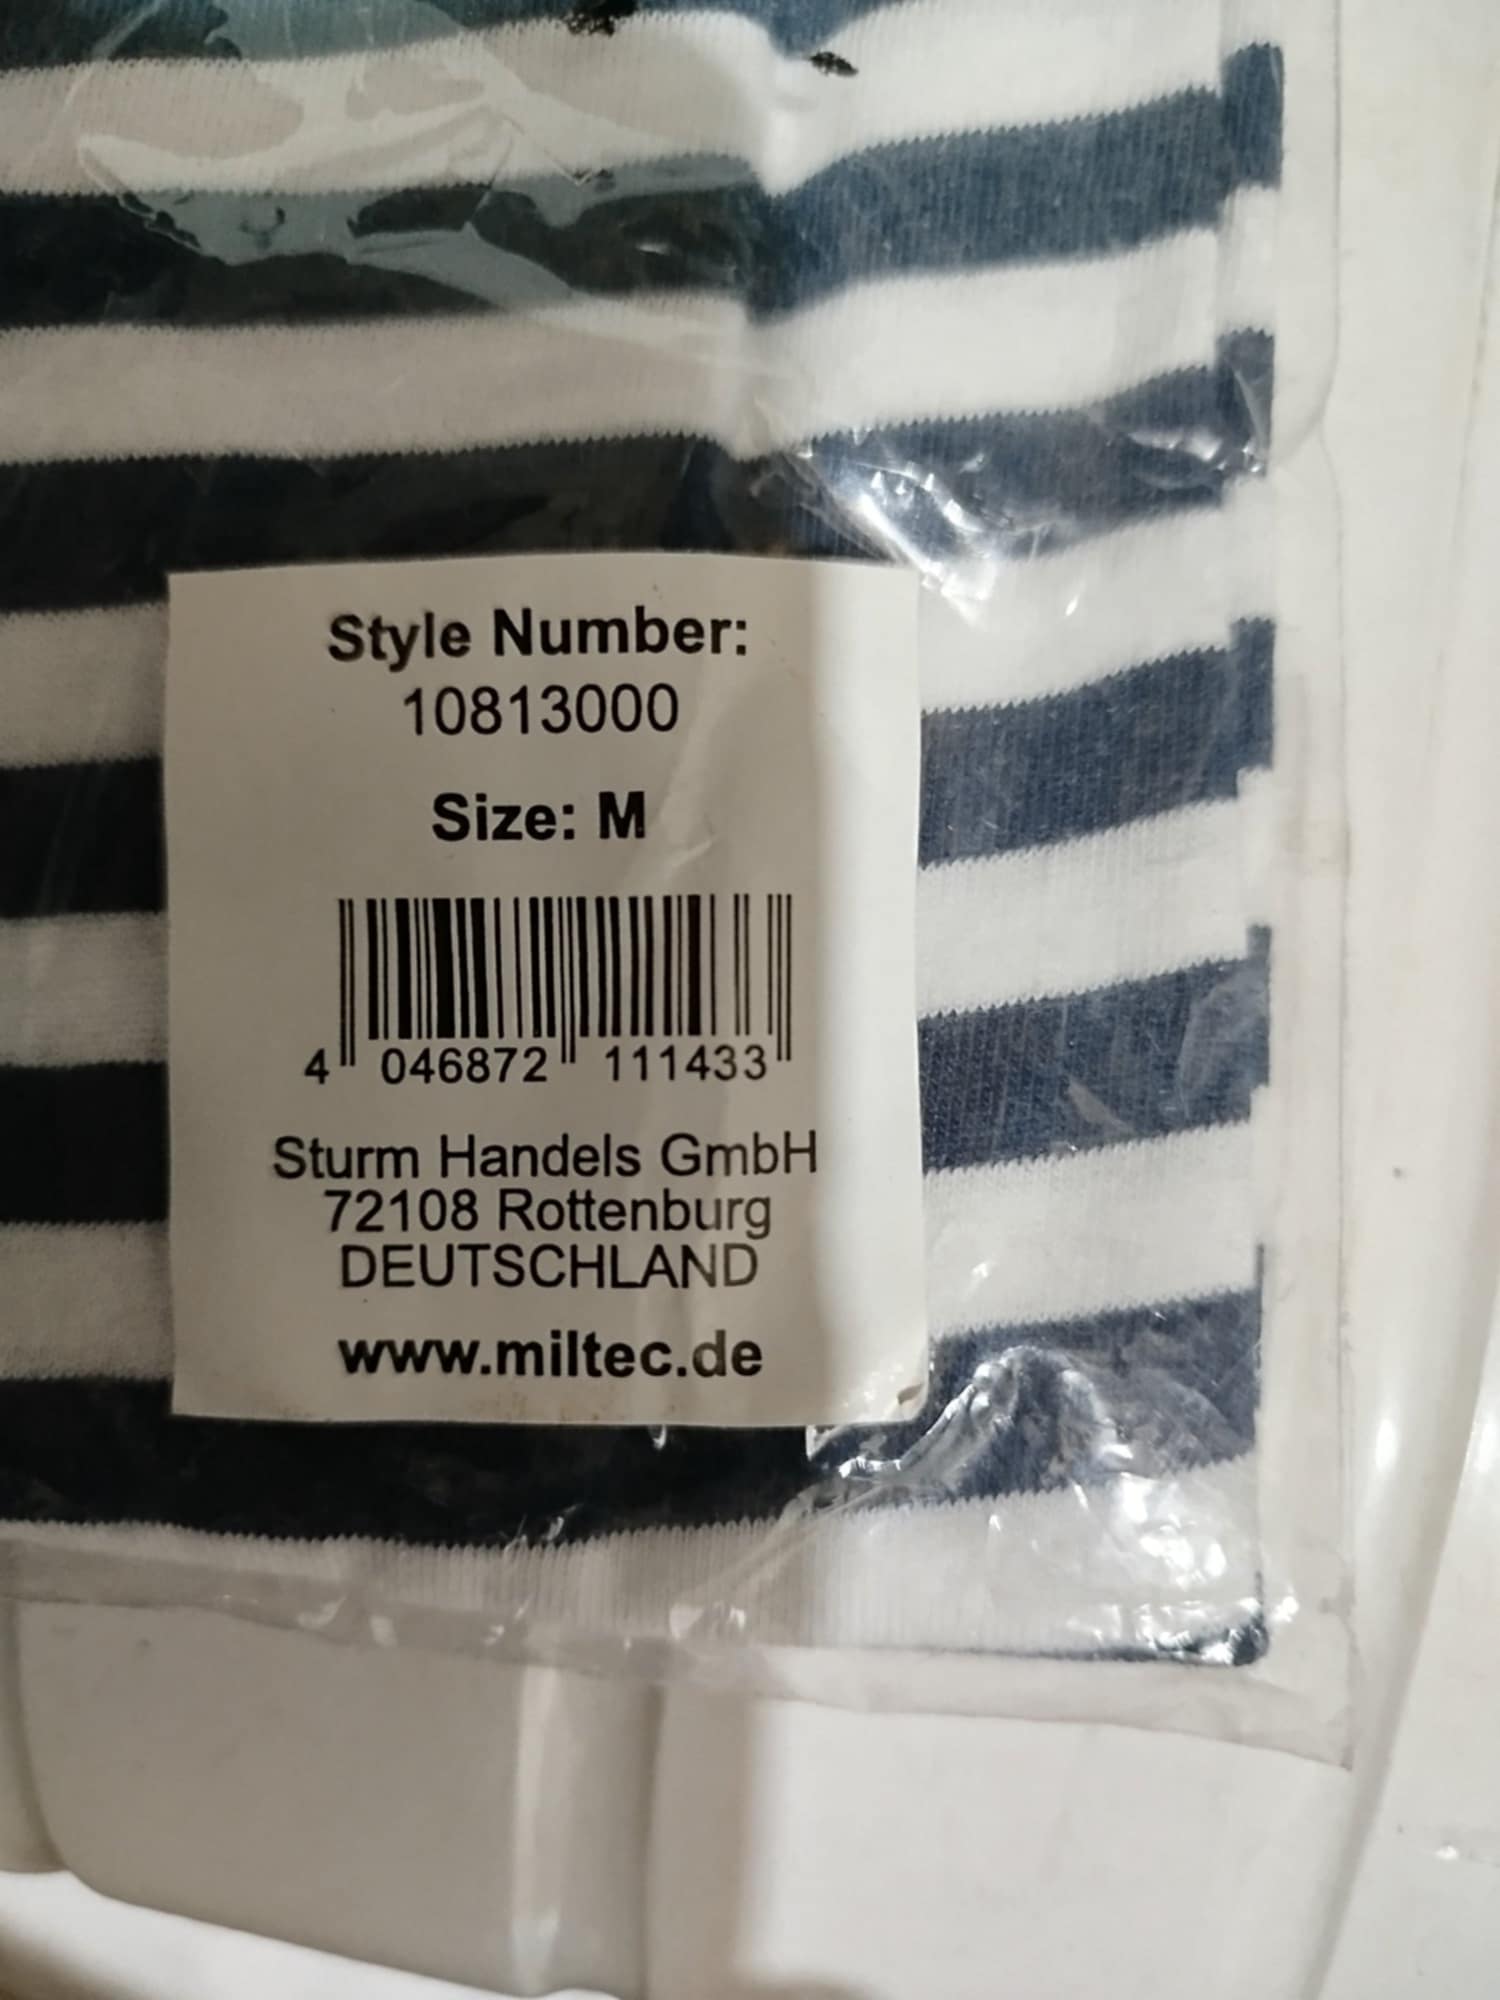 Style Number:
10813000
Size: M
4 046872 111433
Sturm Handels GmbH
72108 Rottenburg
DEUTSCHLAND
www.miltec.de